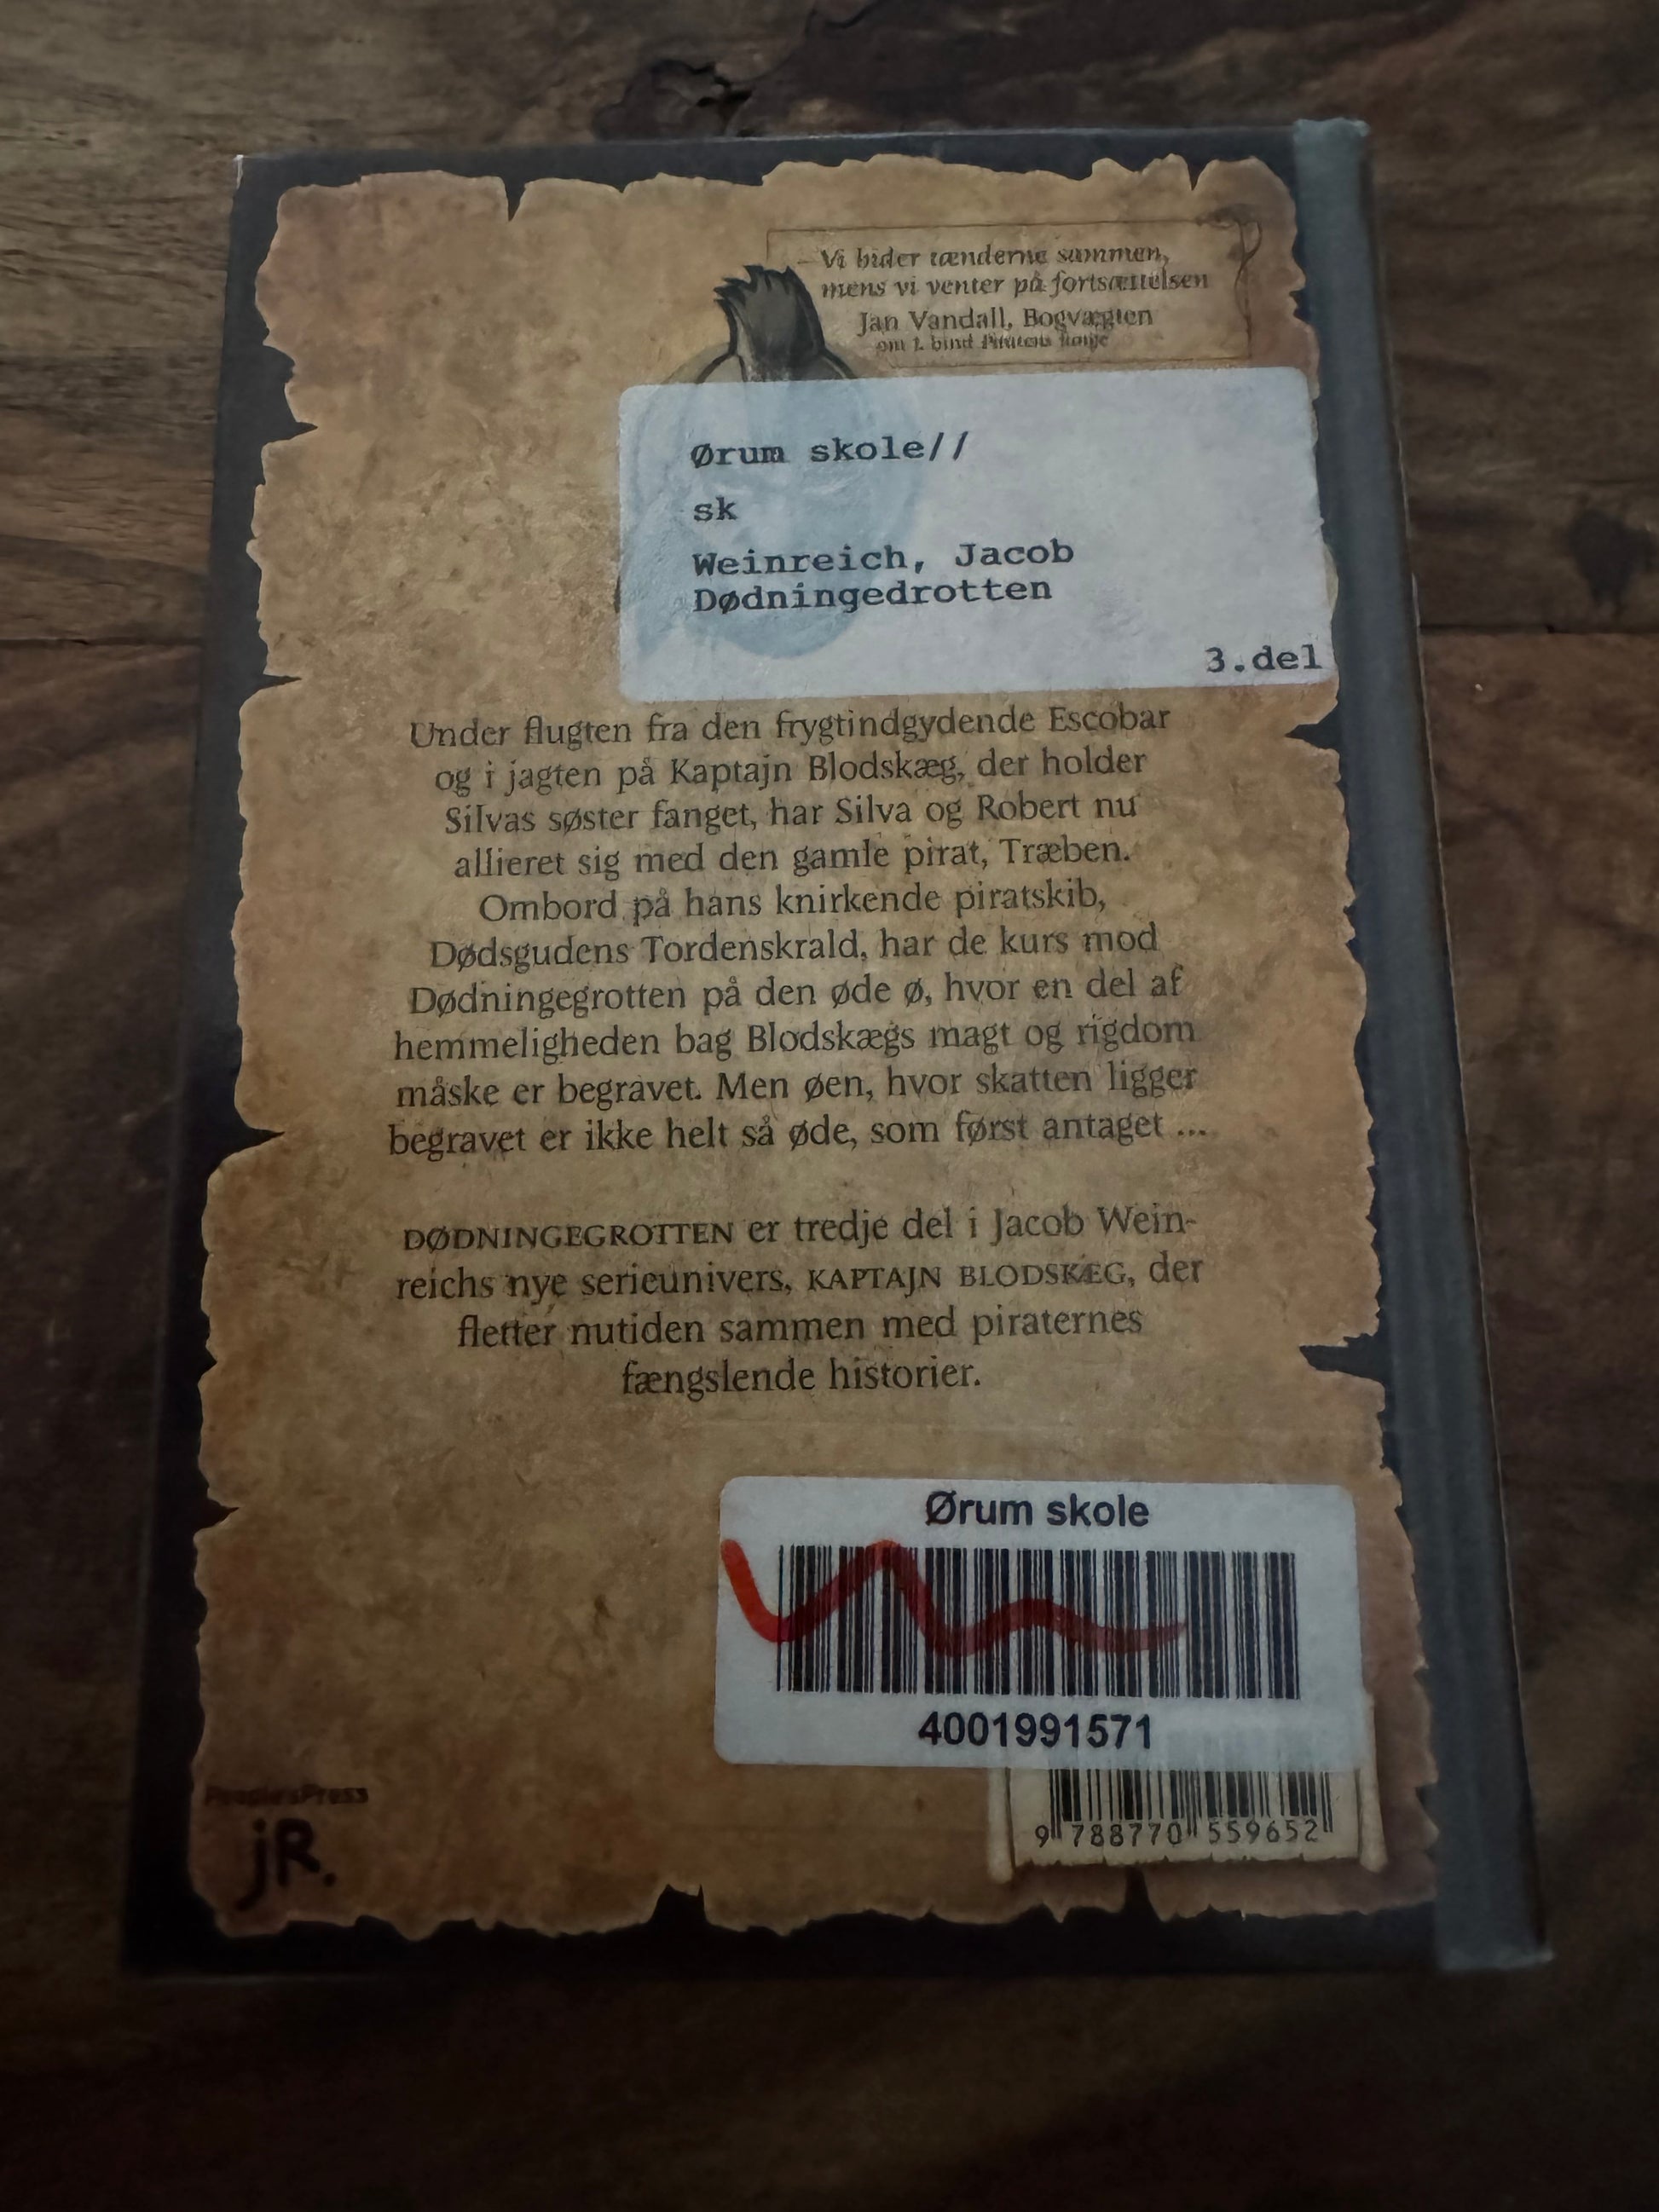 Vi bider tænderne sammen,
mens vi venter på fortsættelsen
Jan Vandall, Bogvægten
om 1. bind Piratens
Ørum skole//
sk
Weinreich, Jacob
Dødningedrotten
3.del
Under flugten fra den frygtindgydende Escobar
og i jagten på Kaptajn Blodskæg, der holder
Silvas søster fanget, har Silva og Robert nu
allieret sig med den gamle pirat, Træben.
Ombord på hans knirkende piratskib,
Dødsgudens Tordenskrald, har de kurs mod
Dødningegrotten på den øde ø, hvor en del af
hemmeligheden bag Blodskægs magt og rigdom
måske er begravet. Men øen, hvor skatten ligger
begravet er ikke helt så øde, som først antaget ...
DØDNINGEGROTTEN er tredje del i Jacob Wein-
reichs nye serieunivers, KAPTAJN BLODSKÆG, der
fletter nutiden sammen med piraternes
fængslende historier.
Ørum skole
4001991571
9 788770 559652
People'sPress
jR.